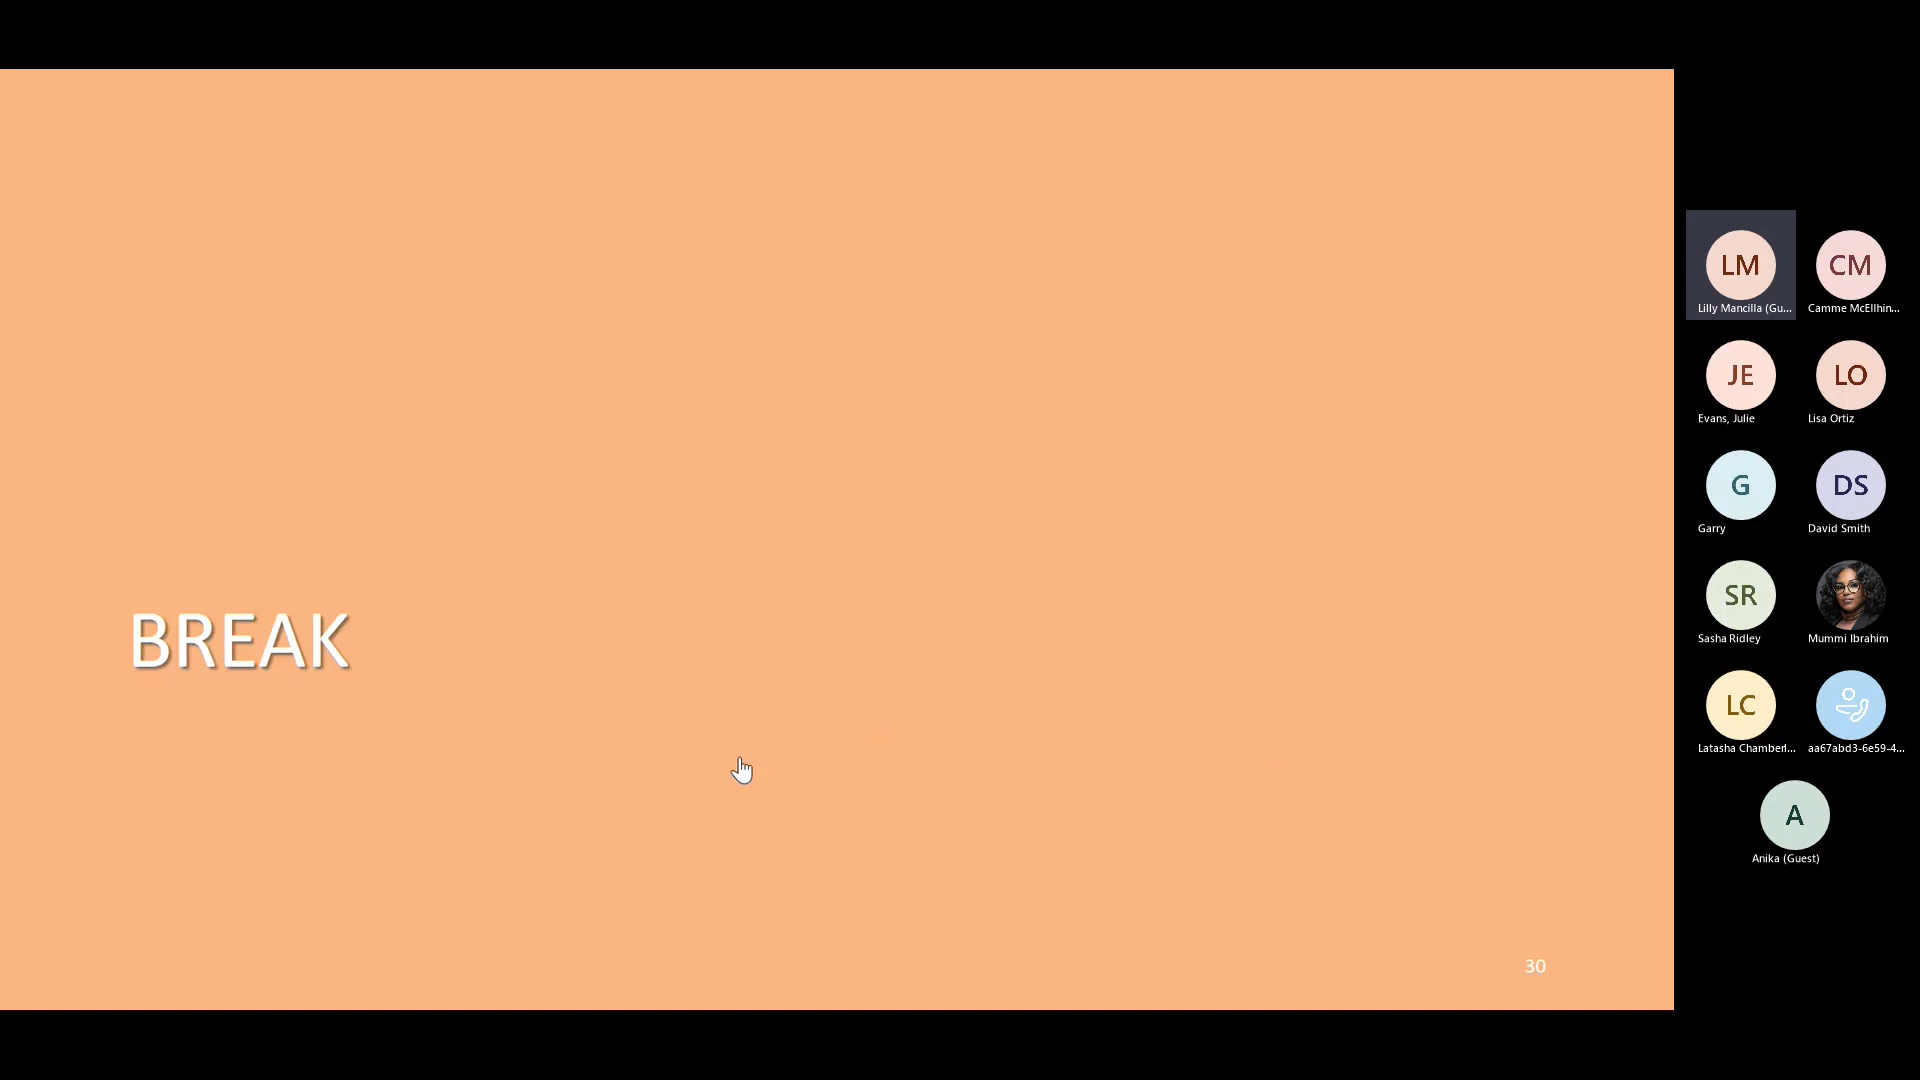 BREAK
30
LM
Lilly Mancilla (Gu...
CM
Camme McEllhin...
JE
Evans, Julie
LO
Lisa Ortiz
G
Garry
DS
David Smith
SR
Sasha Ridley
Mummi Ibrahim
LC
Latasha Chamberl...
aa67abd3-6e59-4...
A
Anika (Guest)